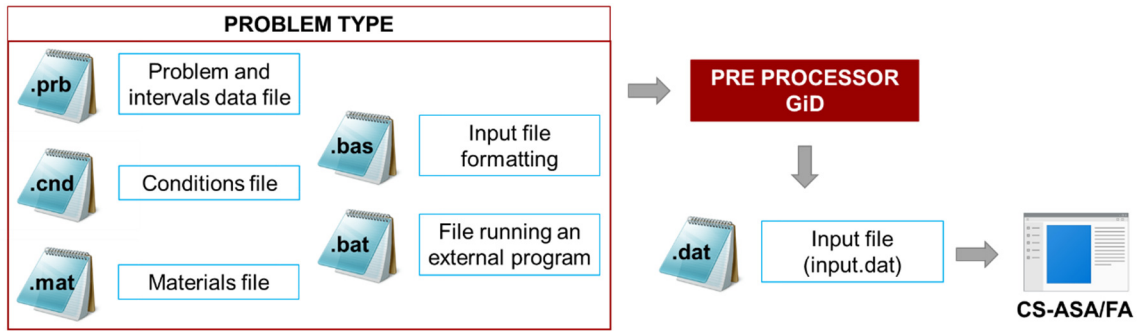 PROBLEM TYPE
.prb
Problem and
intervals data file
.cnd
Conditions file
.mat
Materials file
.bas
Input file
formatting
.bat
File running an
external program
PRE PROCESSOR
GiD
.dat
Input file
(input.dat)
CS-ASA/FA